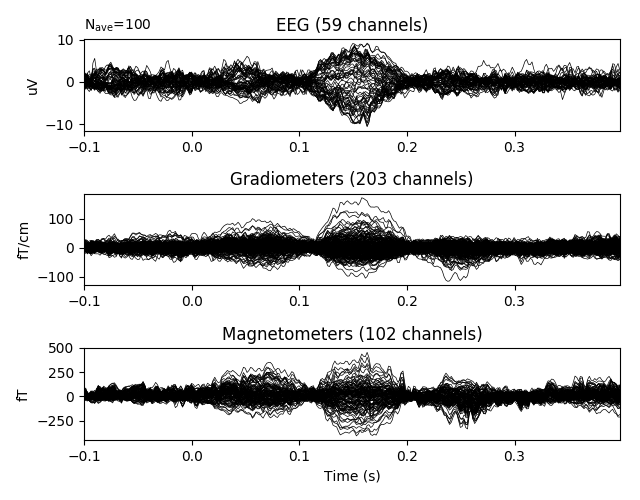 N_ave=100
EEG (59 channels)
10
0
−10
uV
−0.1 0.0 0.1 0.2 0.3
Gradiometers (203 channels)
100
0
−100
fT/cm
−0.1 0.0 0.1 0.2 0.3
Magnetometers (102 channels)
500
250
0
−250
fT
−0.1 0.0 0.1 0.2 0.3
Time (s)